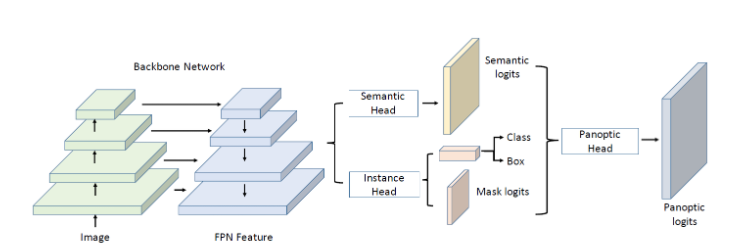 Backbone Network
Image
FPN Feature
Semantic
Head
Instance
Head
Semantic
logits
Class
Box
Mask logits
Panoptic
Head
Panoptic
logits